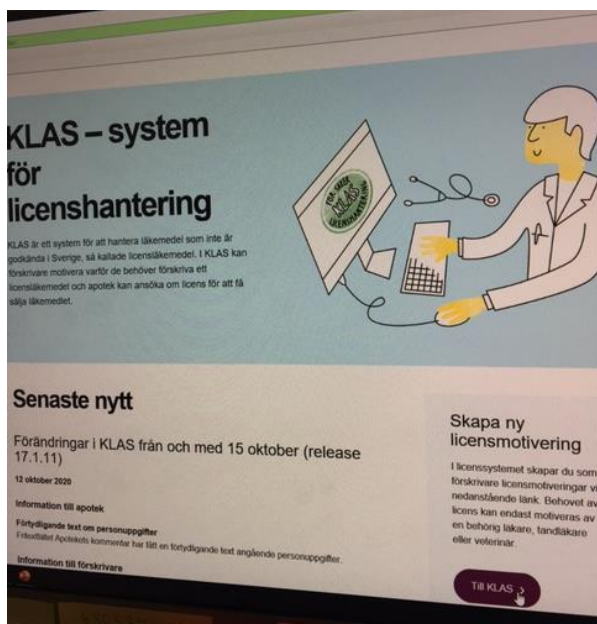 KLAS – system
för
licenshantering
KLAS är ett system för att hantera läkemedel som inte är
godkända i Sverige, så kallade licensläkemedel. I KLAS kan
förskrivare motivera varför de behöver förskriva ett
licensläkemedel och apotek kan ansöka om licens för att få
sälja läkemedlet.
FÖR SÄKER
KLAS
LICENSHANTERING
Senaste nytt
Förändringar i KLAS från och med 15 oktober (release
17.1.11)
12 oktober 2020
Information till apotek
Förtydligande text om personuppgifter
Fritextfältet Apotekets kommentar har fått en förtydligande text angående personuppgifter.
Information till förskrivare
Skapa ny
licensmotivering
I licenssystemet skapar du som
förskrivare licensmotiveringar vi
nedanstående länk. Behovet av
licens kan endast motiveras av
en behörig läkare, tandläkare
eller veterinär.
Till KLAS